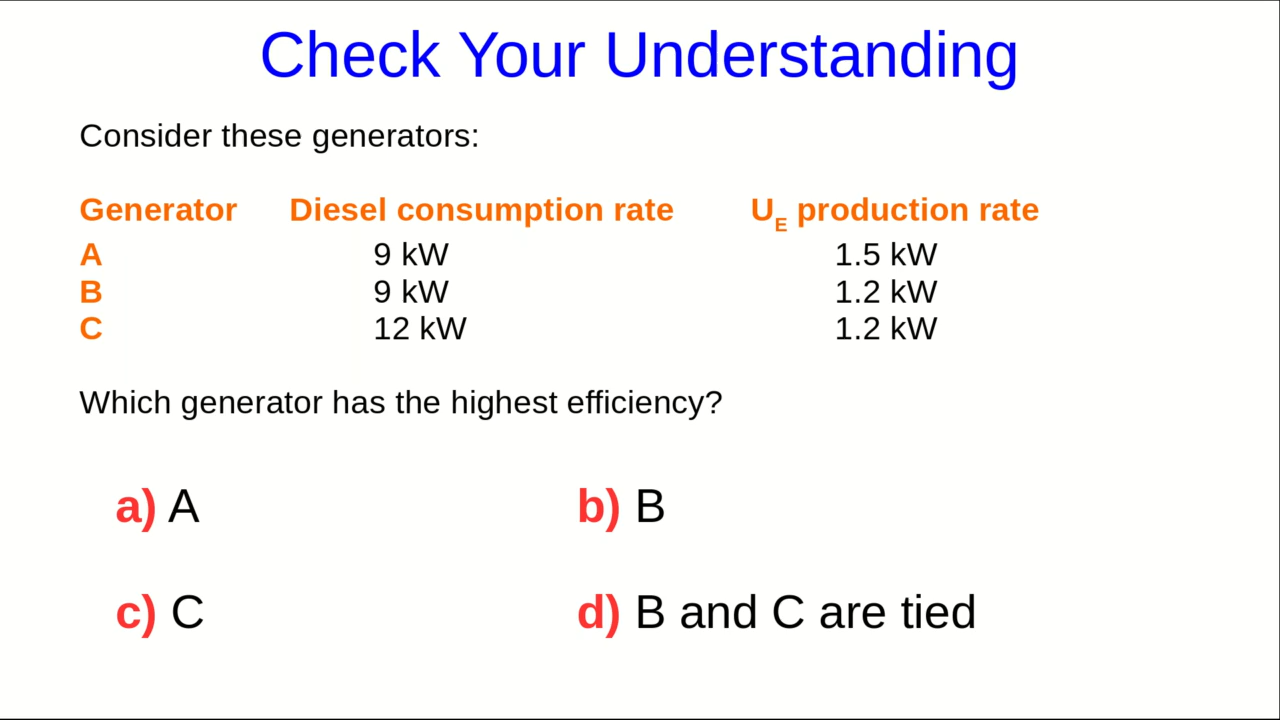 Check Your Understanding
Consider these generators:
Generator Diesel consumption rate U_E production rate
A 9 kW 1.5 kW
B 9 kW 1.2 kW
C 12 kW 1.2 kW
Which generator has the highest efficiency?
a) A b) B
c) C d) B and C are tied